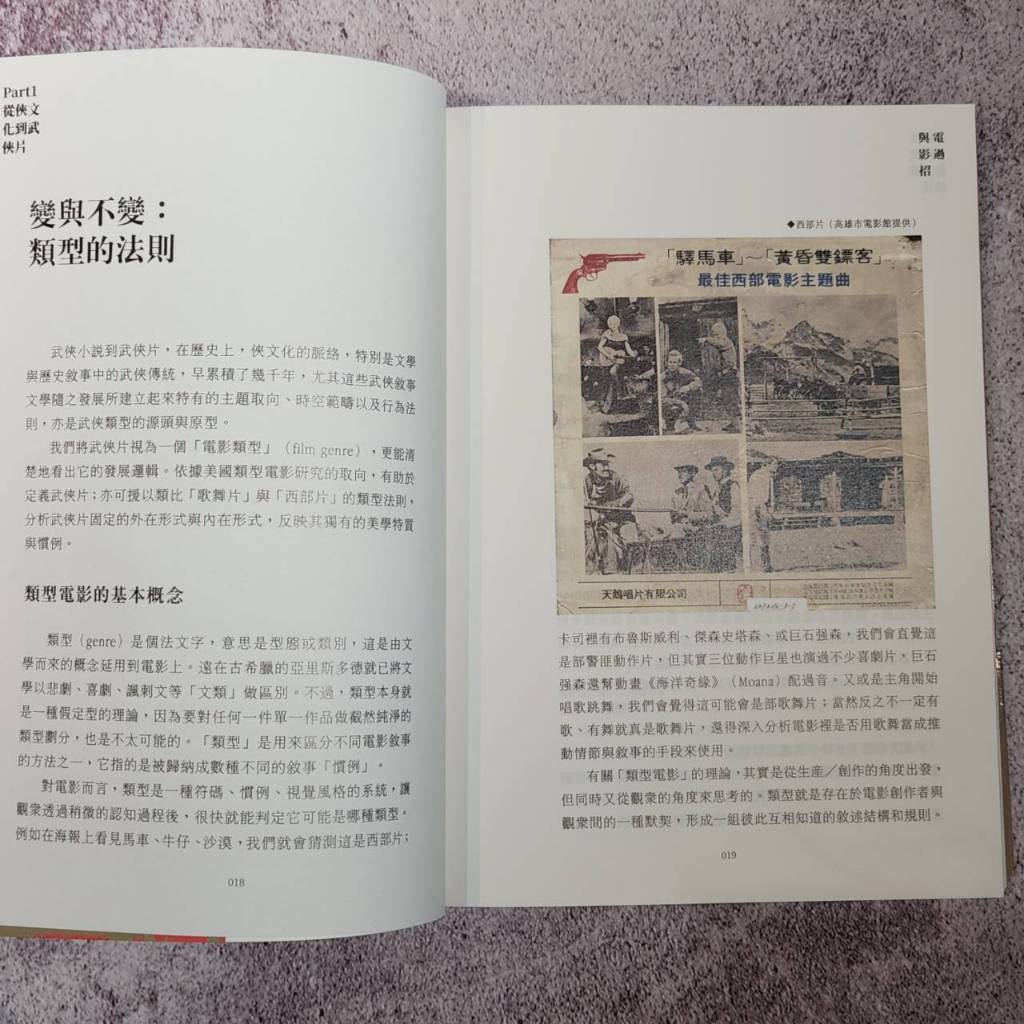 Part1
從俠文
化到武
俠片
變與不變：
類型的法則
武俠小說到武俠片，在歷史上，俠文化的脈絡，特別是文學
與歷史敘事中的武俠傳統，早累積了幾千年，尤其這些武俠敘事
文學隨之發展所建立起來特有的主題取向、時空範疇以及行為法
則，亦是武俠類型的源頭與原型。
我們將武俠片視為一個「電影類型」（film genre），更能清
楚地看出它的發展邏輯。依據美國類型電影研究的取向，有助於
定義武俠片；亦可援以類比「歌舞片」與「西部片」的類型法則，
分析武俠片固定的外在形式與內在形式，反映其獨有的美學特質
與慣例。
類型電影的基本概念
類型（genre）是個法文字，意思是型態或類別，這是由文
學而來的概念延用到電影上。遠在古希臘的亞里斯多德就已將文
學以悲劇、喜劇、諷刺文等「文類」做區別。不過，類型本身就
是一種假定型的理論，因為要對任何一件單一作品做截然純淨的
類型劃分，也是不太可能的。「類型」是用來區分不同電影敘事
的方法之一，它指的是被歸納成數種不同的敘事「慣例」。
對電影而言，類型是一種符碼、慣例、視覺風格的系統，讓
觀眾透過稍微的認知過程後，很快就能判定它可能是哪種類型。
例如在海報上看見馬車、牛仔、沙漠，我們就會猜測這是西部片；
018
電過
與影
招
◆西部片（高雄市電影館提供）
「驛馬車」～「黃昏雙鏢客」
最佳西部電影主題曲
天鵝唱片有限公司
卡司裡有布魯斯威利、傑森史塔森、或巨石強森，我們會直覺這
是部警匪動作片，但其實三位動作巨星也演過不少喜劇片，巨石
強森還幫動畫《海洋奇緣》（Moana）配過音。又或是主角開始
唱歌跳舞，我們會覺得這可能會是部歌舞片；當然反之不一定有
歌、有舞就真是歌舞片，還得深入分析電影裡是否用歌舞當成推
動情節與敘事的手段來使用。
有關「類型電影」的理論，其實是從生產／創作的角度出發，
但同時又從觀眾的角度來思考的。類型就是存在於電影創作者與
觀眾間的一種默契，形成一組彼此互相知道的敘述結構和規則。
019